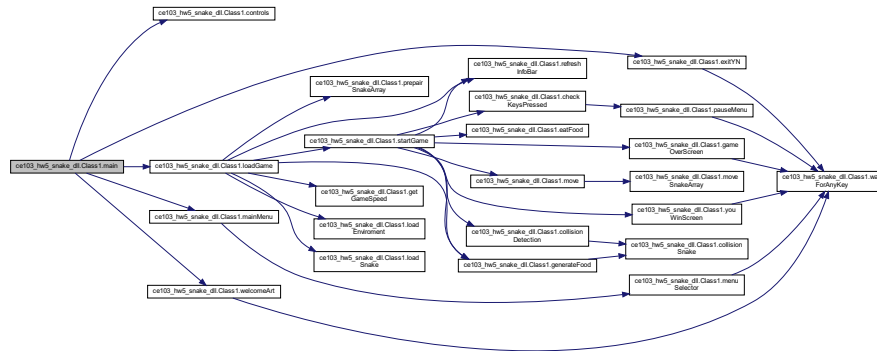 ce103_hw5_snake_dll.Class1.controls
ce103_hw5_snake_dll.Class1.refresh
InfoBar
ce103_hw5_snake_dll.Class1.exitYN
ce103_hw5_snake_dll.Class1.prepair
SnakeArray
ce103_hw5_snake_dll.Class1.check
KeysPressed
ce103_hw5_snake_dll.Class1.pauseMenu
ce103_hw5_snake_dll.Class1.eatFood
ce103_hw5_snake_dll.Class1.startGame
ce103_hw5_snake_dll.Class1.game
OverScreen
ce103_hw5_snake_dll.Class1.main
ce103_hw5_snake_dll.Class1.loadGame
ce103_hw5_snake_dll.Class1.move
ce103_hw5_snake_dll.Class1.move
SnakeArray
ce103_hw5_snake_dll.Class1.wait
ForAnyKey
ce103_hw5_snake_dll.Class1.get
GameSpeed
ce103_hw5_snake_dll.Class1.mainMenu
ce103_hw5_snake_dll.Class1.you
WinScreen
ce103_hw5_snake_dll.Class1.load
Enviroment
ce103_hw5_snake_dll.Class1.collision
Detection
ce103_hw5_snake_dll.Class1.collision
Snake
ce103_hw5_snake_dll.Class1.load
Snake
ce103_hw5_snake_dll.Class1.generateFood
ce103_hw5_snake_dll.Class1.menu
Selector
ce103_hw5_snake_dll.Class1.welcomeArt